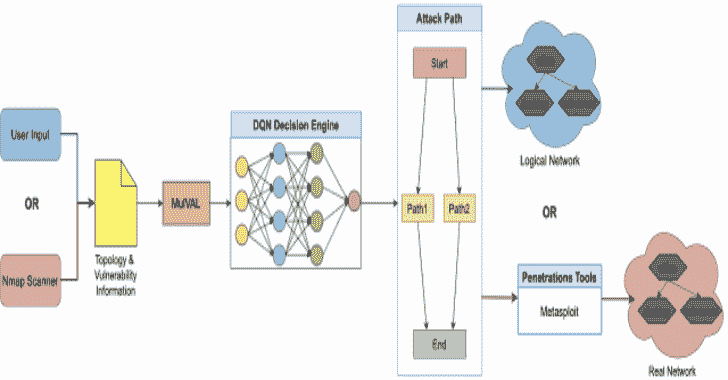 Attack Path
Start
User Input
DQN Decision Engine
Logical Network
OR
MulVAL
Path1
Path2
OR
Topology &
Vulnerability
Information
Nmap Scanner
Penetrations Tools
Metasploit
End
Real Network